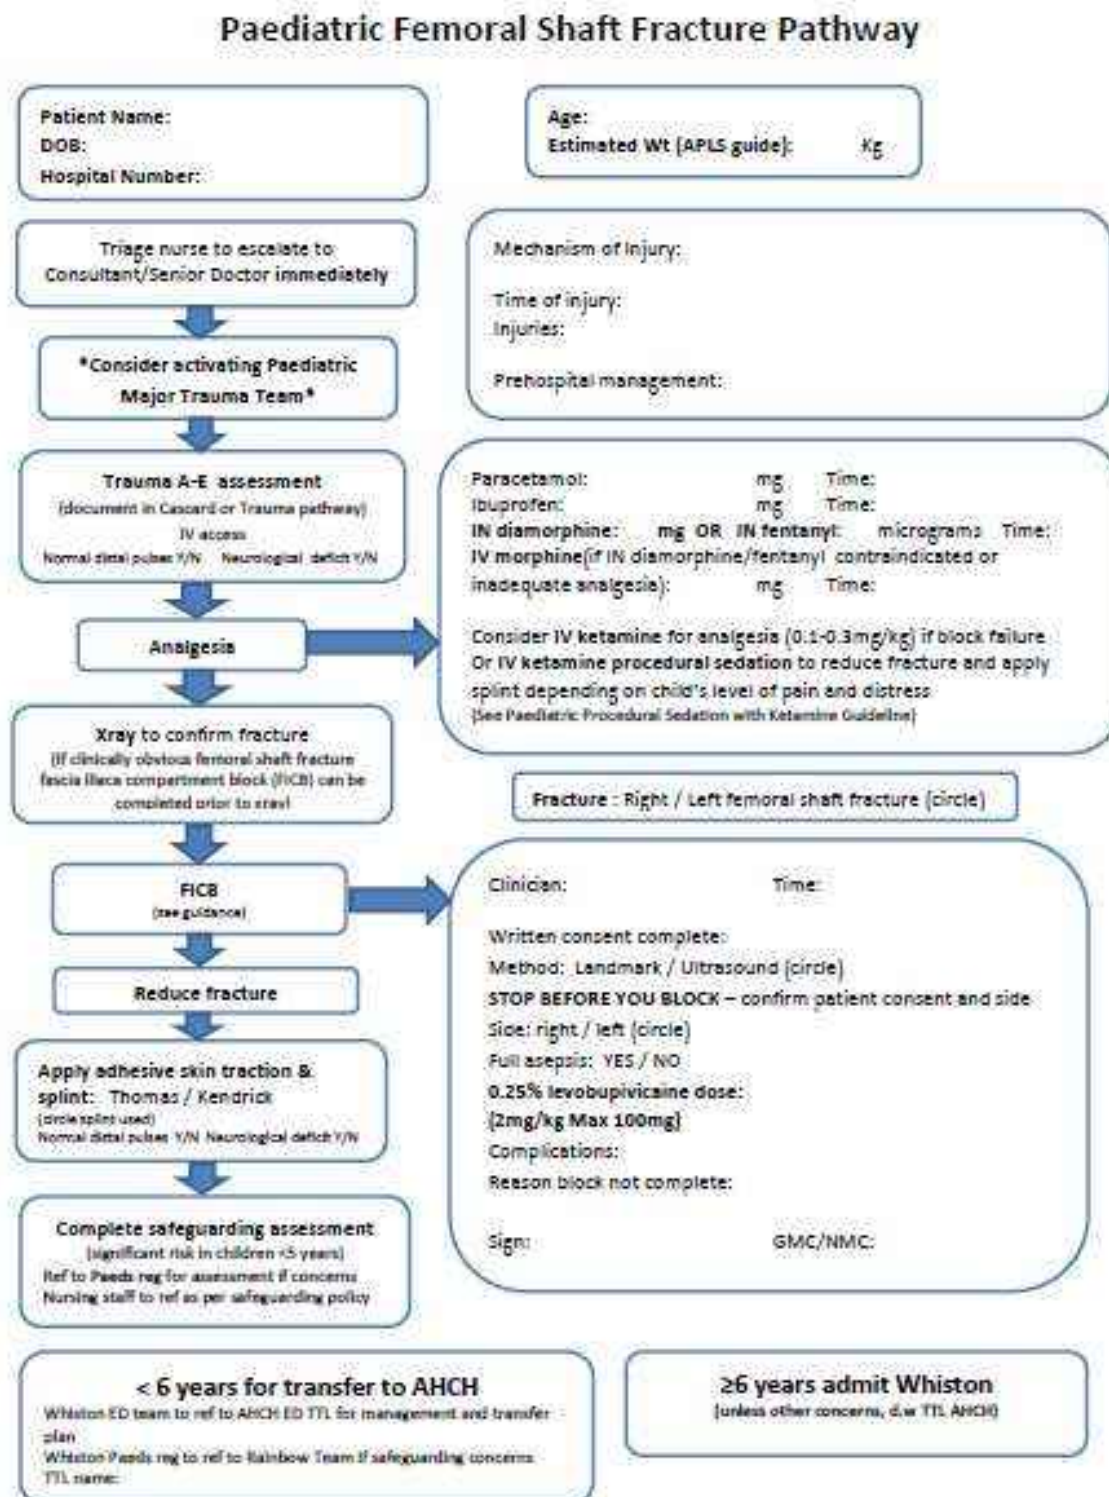 Paediatric Femoral Shaft Fracture Pathway
Patient Name:
DOB:
Hospital Number:
Age:
Estimated Wt (APLS guide): Kg
Triage nurse to escalate to
Consultant/Senior Doctor immediately
*Consider activating Paediatric
Major Trauma Team*
Trauma A-E assessment
(document in Cascard or Trauma pathway)
IV access
Normal distal pulses Y/N Neurological deficit Y/N
Analgesia
Xray to confirm fracture
(If clinically obvious femoral shaft fracture
fascia iliaca compartment block (FICB) can be
completed prior to xray)
FICB
(see guidance)
Reduce fracture
Apply adhesive skin traction &
splint: Thomas / Kendrick
(circle splint used)
Normal distal pulses Y/N Neurological deficit Y/N
Complete safeguarding assessment
(significant risk in children <5 years)
Ref to Paeds reg for assessment if concerns
Nursing staff to ref as per safeguarding policy
Mechanism of Injury:
Time of injury:
Injuries:
Prehospital management:
Paracetamol: mg Time:
Ibuprofen: mg Time:
IN diamorphine: mg OR IN fentanyl: micrograms Time:
IV morphine(if IN diamorphine/fentanyl contraindicated or
inadequate analgesia): mg Time:
Consider IV ketamine for analgesia (0.1-0.3mg/kg) if block failure
Or IV ketamine procedural sedation to reduce fracture and apply
splint depending on child's level of pain and distress
(See Paediatric Procedural Sedation with Ketamine Guideline)
Fracture : Right / Left femoral shaft fracture (circle)
Clinician: Time:
Written consent complete:
Method: Landmark / Ultrasound (circle)
STOP BEFORE YOU BLOCK – confirm patient consent and side
Side: right / left (circle)
Full asepsis: YES / NO
0.25% levobupivicaine dose:
(2mg/kg Max 100mg)
Complications:
Reason block not complete:
Sign: GMC/NMC:
< 6 years for transfer to AHCH
Whiston ED team to ref to AHCH ED TTL for management and transfer
plan
Whiston Paeds reg to ref to Rainbow Team if safeguarding concerns
TTL name:
≥6 years admit Whiston
(unless other concerns, d.w TTL AHCH)